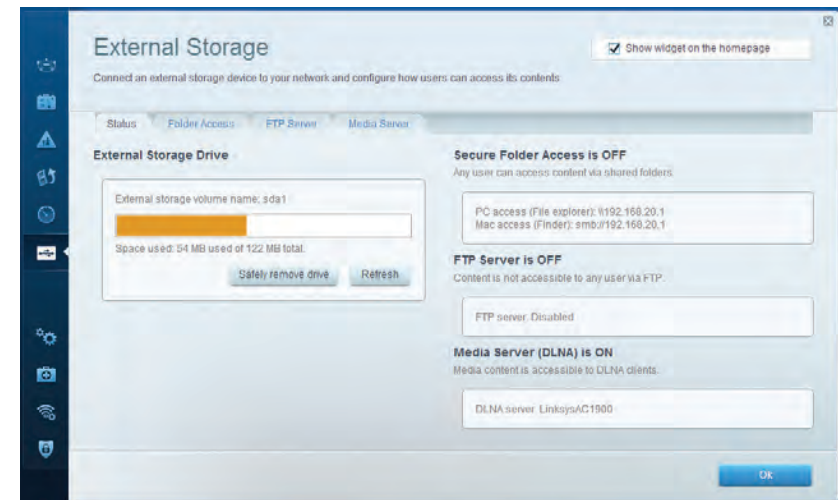 External Storage
Show widget on the homepage
Connect an external storage device to your network and configure how users can access its contents
Status Folder Access FTP Server Media Server
External Storage Drive
External storage volume name: sda1
Space used: 54 MB used of 122 MB total.
Safely remove drive Refresh
Secure Folder Access is OFF
Any user can access content via shared folders.
PC access (File explorer): \\192.168.20.1
Mac access (Finder): smb://192.168.20.1
FTP Server is OFF
Content is not accessible to any user via FTP.
FTP server: Disabled
Media Server (DLNA) is ON
Media content is accessible to DLNA clients.
DLNA server: LinksysAC1900
Ok